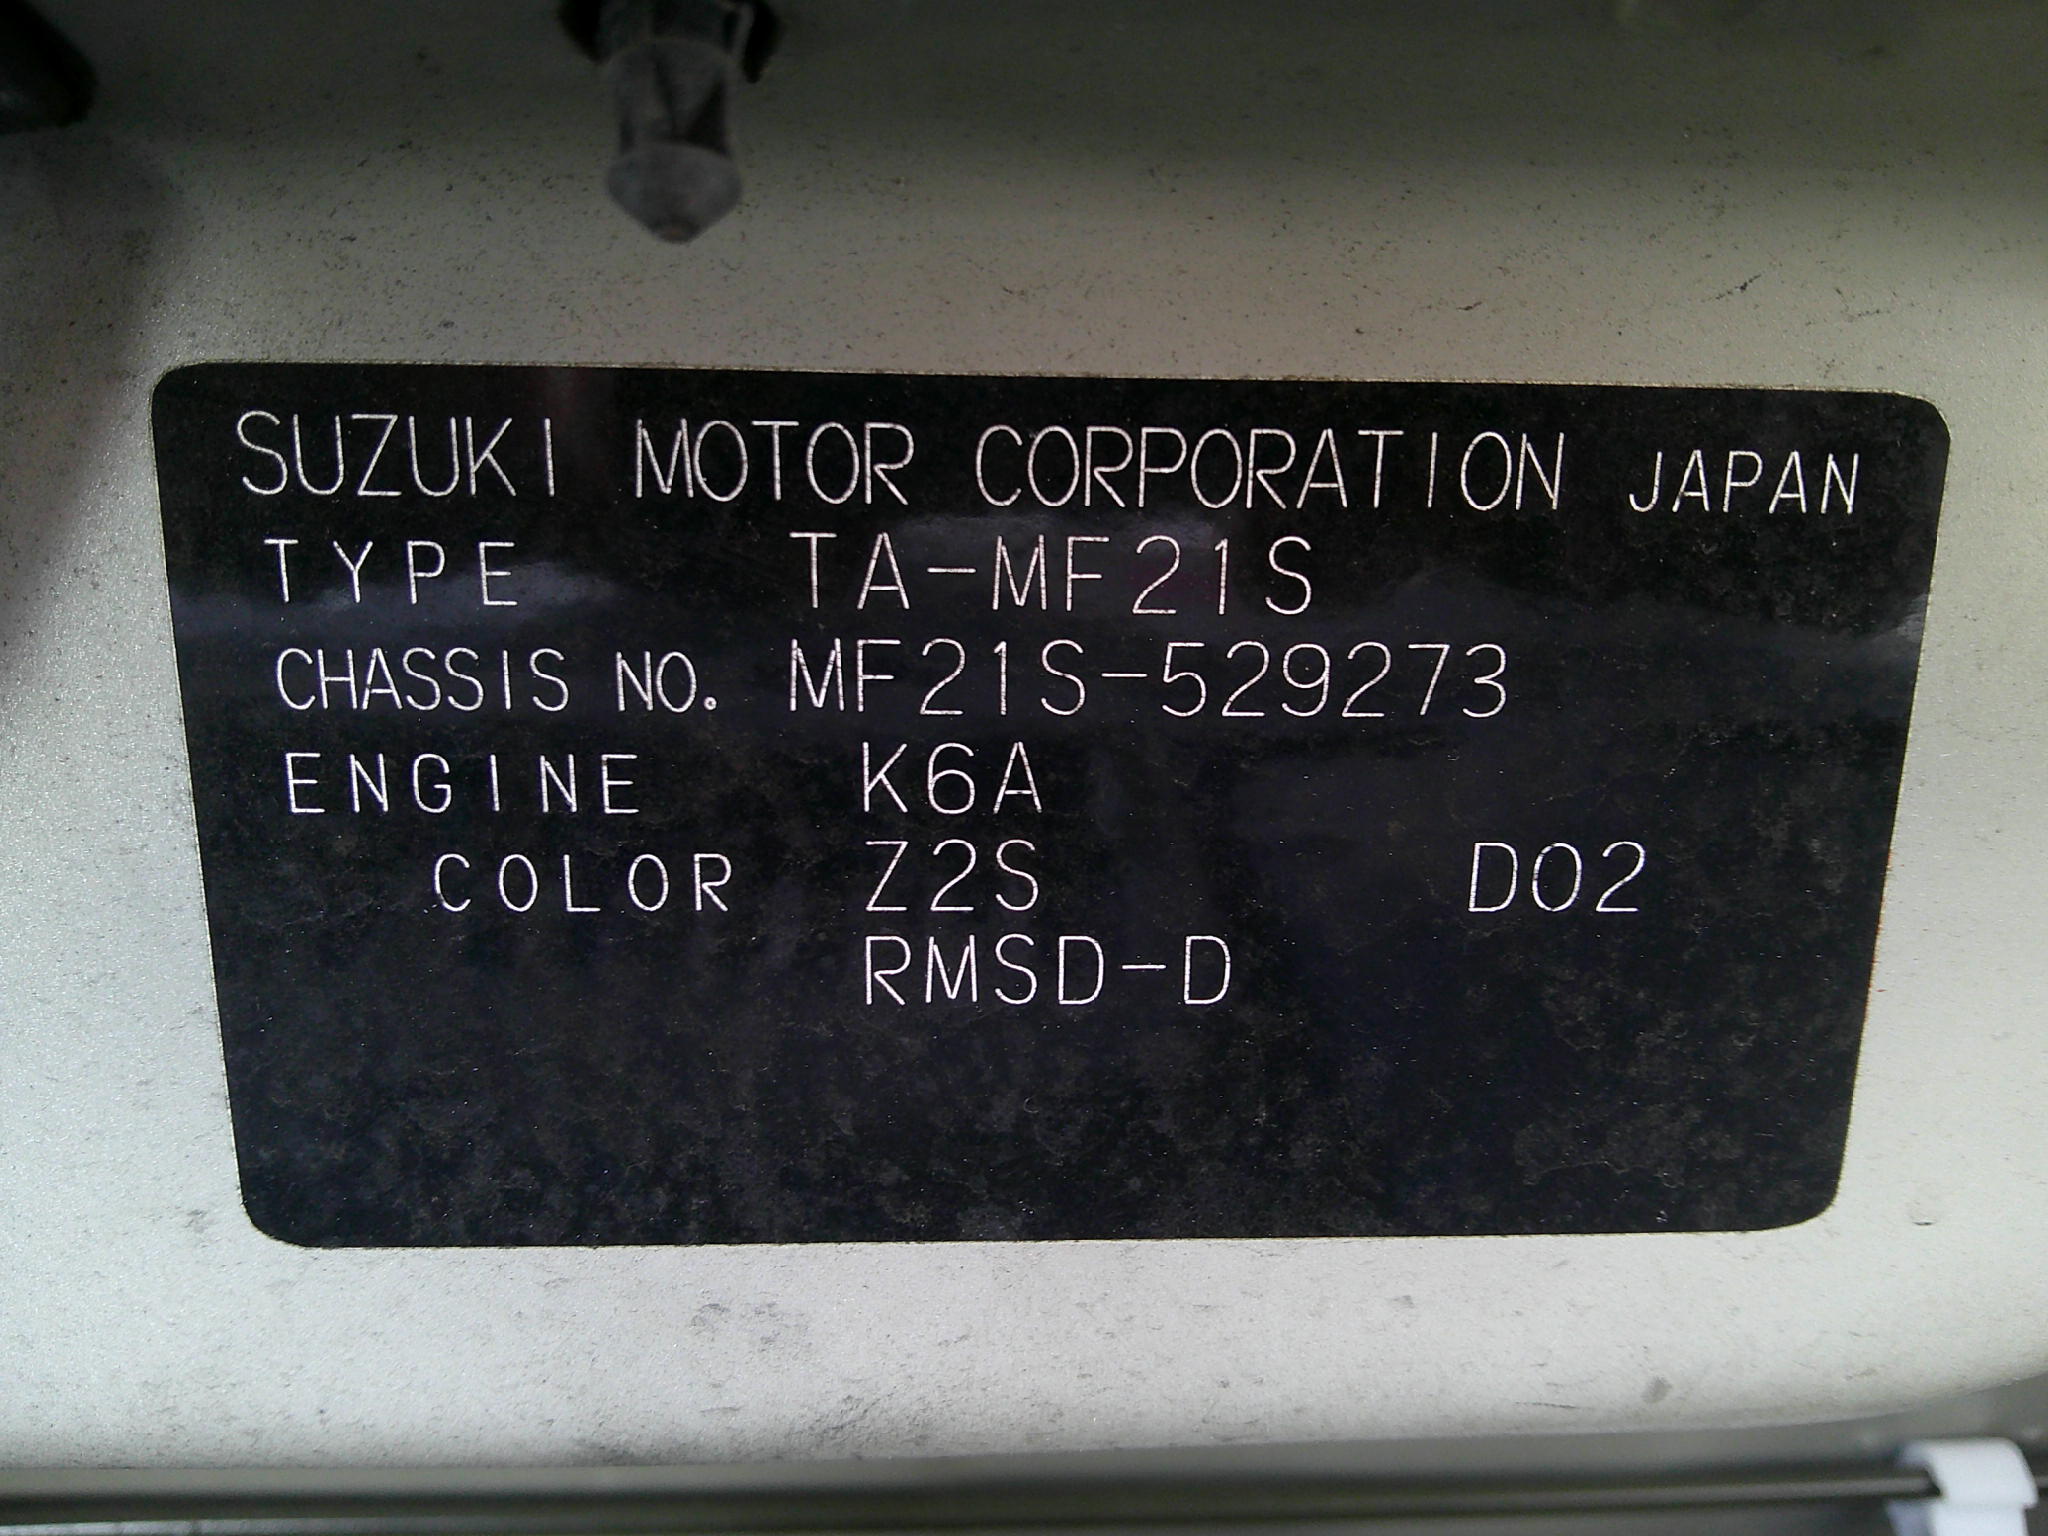 SUZUKI MOTOR CORPORATION JAPAN
TYPE TA-MF21S
CHASSIS NO. MF21S-529273
ENGINE K6A
COLOR Z2S D02
RMSD-D